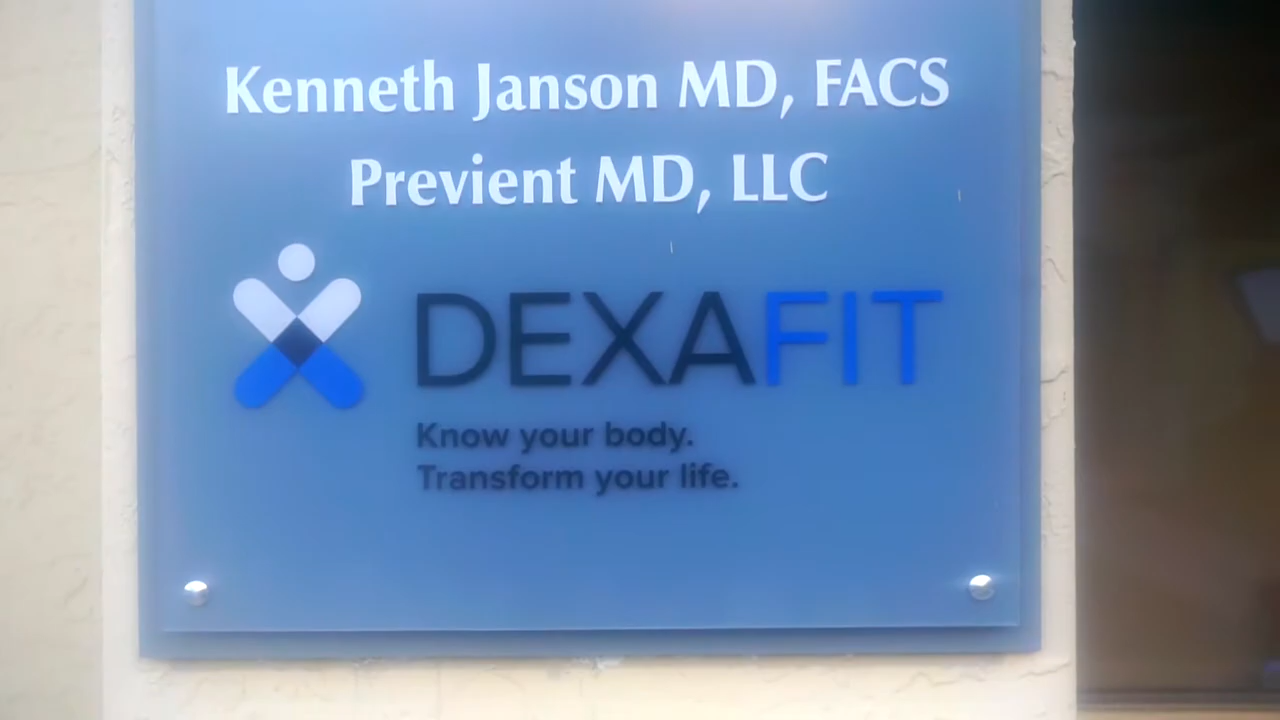 Kenneth Janson MD, FACS
Previent MD, LLC
DEXAFIT
Know your body.
Transform your life.